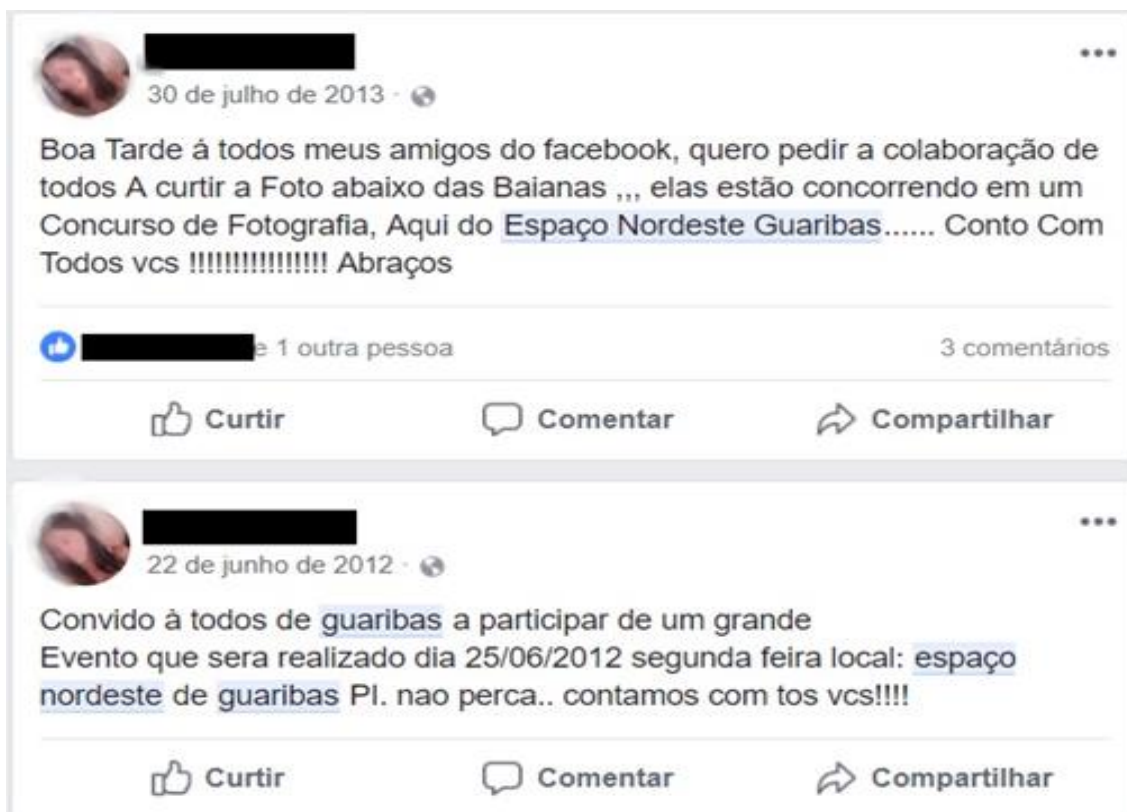 30 de julho de 2013
Boa Tarde á todos meus amigos do facebook, quero pedir a colaboração de
todos A curtir a Foto abaixo das Baianas ,,, elas estão concorrendo em um
Concurso de Fotografia, Aqui do Espaço Nordeste Guaribas...... Conto Com
Todos vcs !!!!!!!!!!!!!!!! Abraços
e 1 outra pessoa 3 comentários
Curtir Comentar Compartilhar
22 de junho de 2012
Convido à todos de guaribas a participar de um grande
Evento que sera realizado dia 25/06/2012 segunda feira local: espaço
nordeste de guaribas PI. nao perca.. contamos com tos vcs!!!!
Curtir Comentar Compartilhar